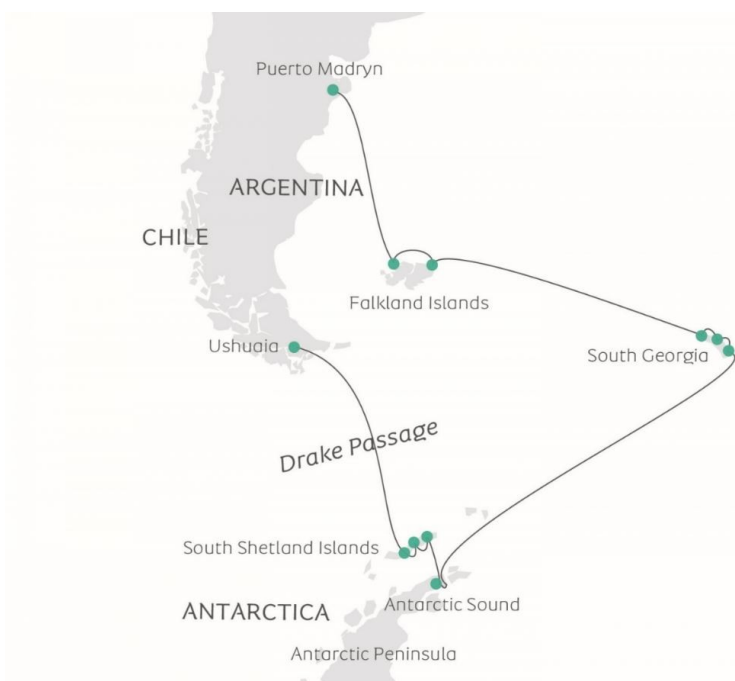 Puerto Madryn
ARGENTINA
CHILE
Falkland Islands
Ushuaia
South Georgia
Drake Passage
South Shetland Islands
Antarctic Sound
ANTARCTICA
Antarctic Peninsula